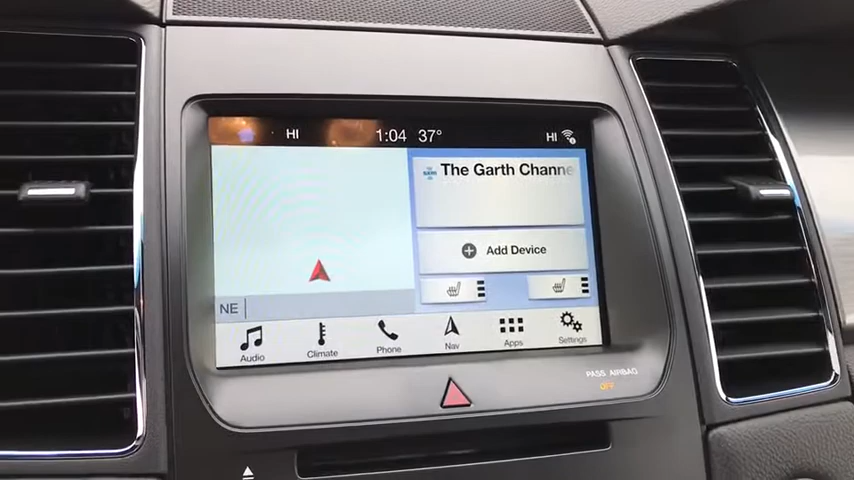 HI 1:04 37° HI
The Garth Channe
Add Device
NE
Audio Climate Phone Nav Apps Settings
PASS AIRBAG
OFF